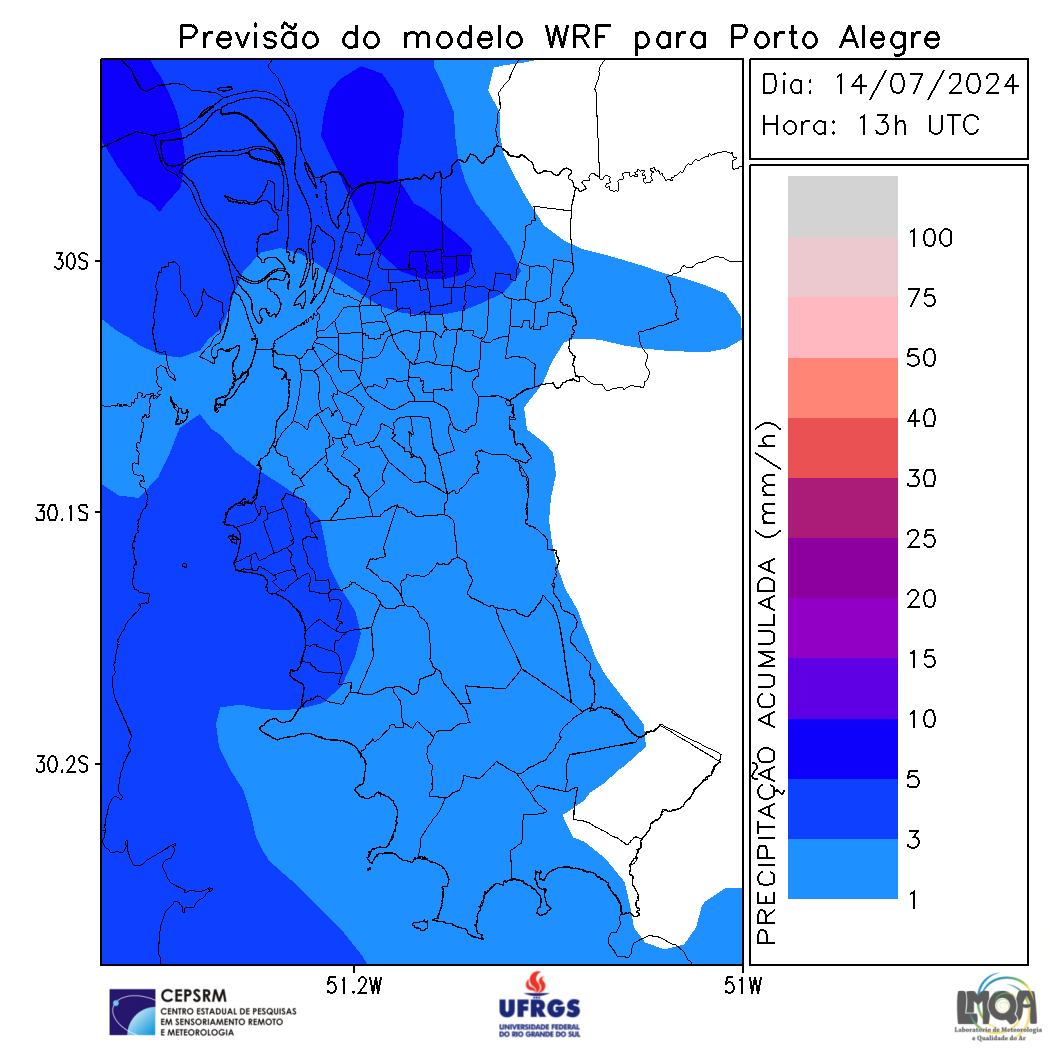 Previsão do modelo WRF para Porto Alegre
Dia: 14/07/2024
Hora: 13h UTC
30S
30.1S
30.2S
51.2W
51W
PRECIPITAÇÃO ACUMULADA (mm/h)
100
75
50
40
30
25
20
15
10
5
3
1
CEPSRM
CENTRO ESTADUAL DE PESQUISAS
EM SENSORIAMENTO REMOTO
E METEOROLOGIA
UFRGS
UNIVERSIDADE FEDERAL
DO RIO GRANDE DO SUL
LMQA
Laboratório de Meteorologia
e Qualidade do Ar